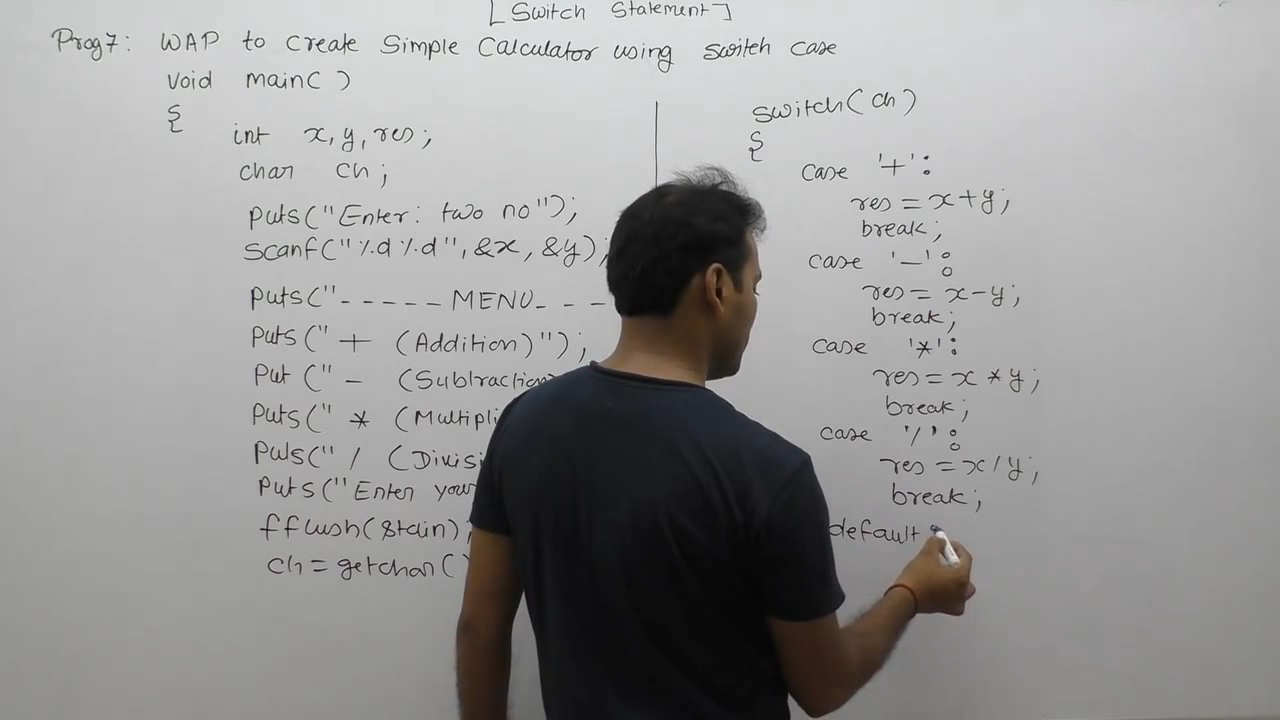 [Switch Statement]
Prog7: WAP to Create Simple Calculator using switch case
void main( )
{
int x, y, res;
char ch;
puts("Enter: two no");
scanf("%d %d", &x, &y);
puts("- - - - - MENU- - -
puts(" + (Addition)");
Put (" - (Subtraction
Puts(" * (Multipli
Puts(" / (Divisi
Puts("Enter your
fflush(stdin);
ch = getchar( )
switch(ch)
{
case '+':
res = x+y;
break;
case '-':
res = x-y;
break;
case '*':
res = x * y;
break;
case '/':
res = x / y;
break;
default